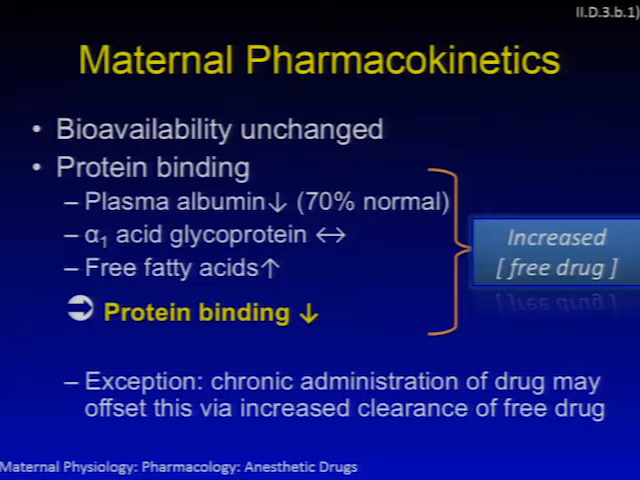 II.D.3.b.1)
Maternal Pharmacokinetics
• Bioavailability unchanged
• Protein binding
– Plasma albumin↓ (70% normal)
– α₁ acid glycoprotein ↔
– Free fatty acids↑
➲ Protein binding ↓
Increased
[ free drug ]
– Exception: chronic administration of drug may
offset this via increased clearance of free drug
Maternal Physiology: Pharmacology: Anesthetic Drugs